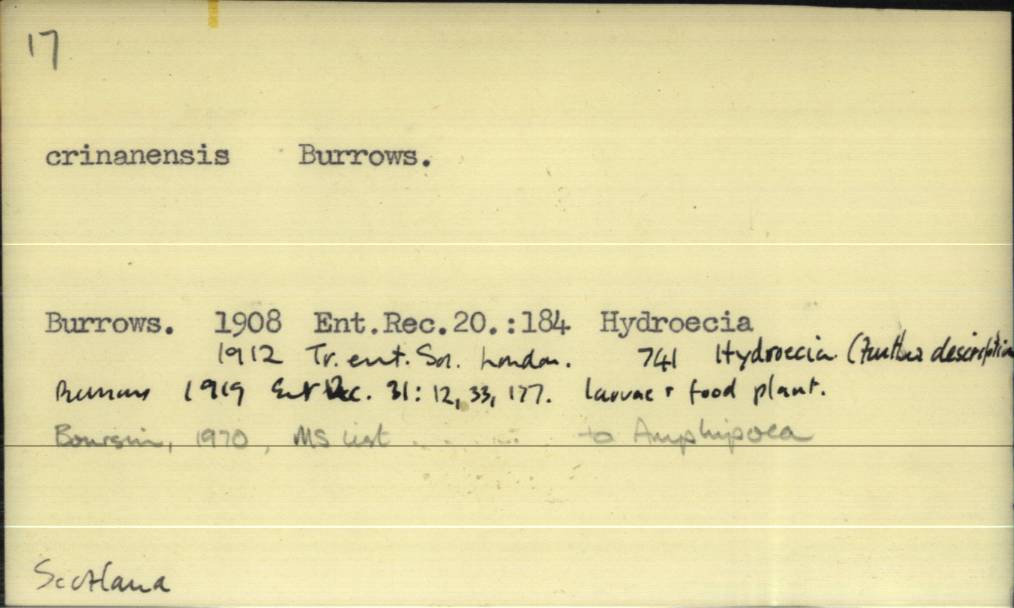 17
crinanensis Burrows.
Burrows. 1908 Ent.Rec.20.:184 Hydroecia
1912 Tr. ent. Soc. London. 741 Hydroecia (Further description
Burrows 1919 Ent Rec. 31: 12, 33, 177. Larvae & food plant.
Boursin, 1970, MS list to Amphipoea
Scotland